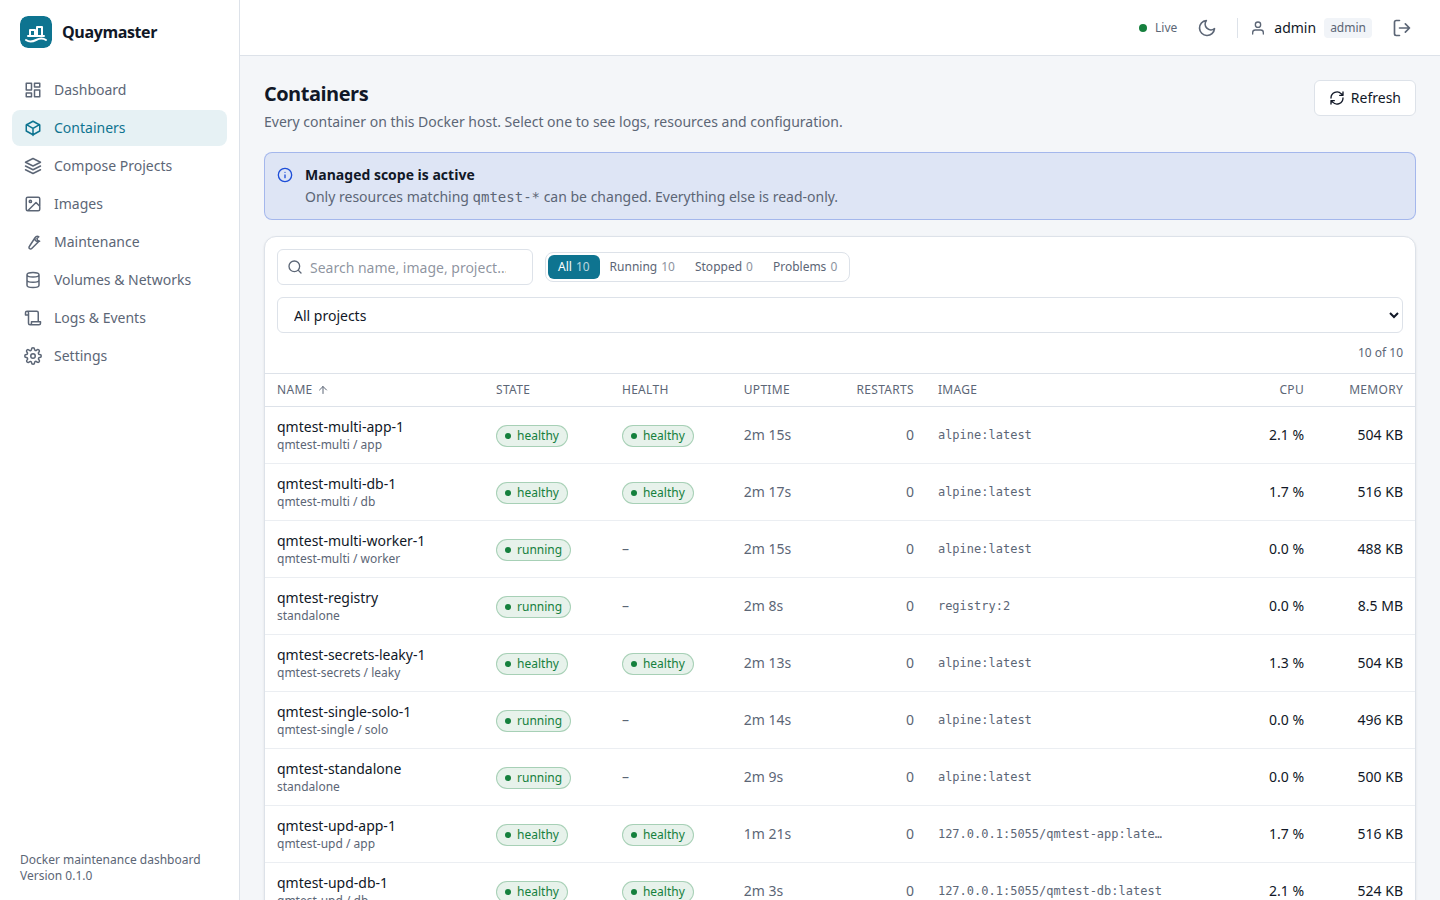 Quaymaster
Live
admin admin
Dashboard
Containers
Compose Projects
Images
Maintenance
Volumes & Networks
Logs & Events
Settings
Docker maintenance dashboard
Version 0.1.0
Containers
Every container on this Docker host. Select one to see logs, resources and configuration.
Refresh
Managed scope is active
Only resources matching qmtest-* can be changed. Everything else is read-only.
Search name, image, project..
All 10 Running 10 Stopped 0 Problems 0
All projects
10 of 10
NAME STATE HEALTH UPTIME RESTARTS IMAGE CPU MEMORY
qmtest-multi-app-1
qmtest-multi / app
healthy healthy 2m 15s 0 alpine:latest 2.1 % 504 KB
qmtest-multi-db-1
qmtest-multi / db
healthy healthy 2m 17s 0 alpine:latest 1.7 % 516 KB
qmtest-multi-worker-1
qmtest-multi / worker
running – 2m 15s 0 alpine:latest 0.0 % 488 KB
qmtest-registry
standalone
running – 2m 8s 0 registry:2 0.0 % 8.5 MB
qmtest-secrets-leaky-1
qmtest-secrets / leaky
healthy healthy 2m 13s 0 alpine:latest 1.3 % 504 KB
qmtest-single-solo-1
qmtest-single / solo
running – 2m 14s 0 alpine:latest 0.0 % 496 KB
qmtest-standalone
standalone
running – 2m 9s 0 alpine:latest 0.0 % 500 KB
qmtest-upd-app-1
qmtest-upd / app
healthy healthy 1m 21s 0 127.0.0.1:5055/qmtest-app:late… 1.7 % 516 KB
qmtest-upd-db-1
qmtest-upd / db
healthy healthy 2m 3s 0 127.0.0.1:5055/qmtest-db:latest 2.1 % 524 KB